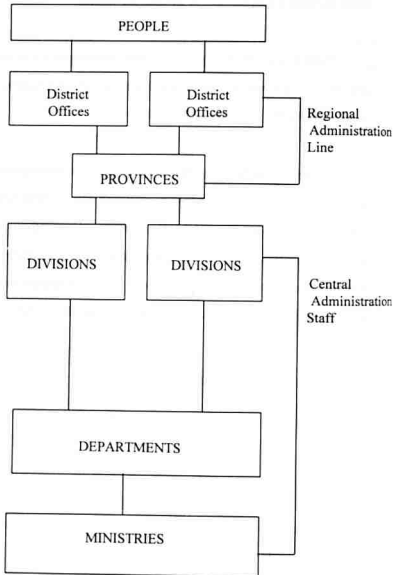 PEOPLE
District
Offices
District
Offices
Regional
Administration
Line
PROVINCES
DIVISIONS
DIVISIONS
Central
Administration
Staff
DEPARTMENTS
MINISTRIES